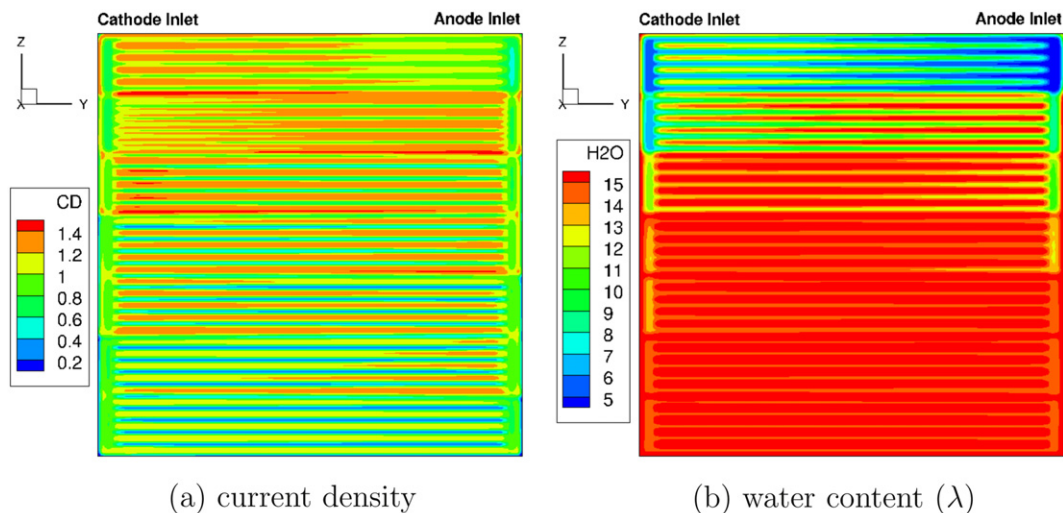 Cathode Inlet Anode Inlet
Z
X Y
CD
1.4
1.2
1
0.8
0.6
0.4
0.2
(a) current density
Cathode Inlet Anode Inlet
Z
X Y
H2O
15
14
13
12
11
10
9
8
7
6
5
(b) water content (λ)